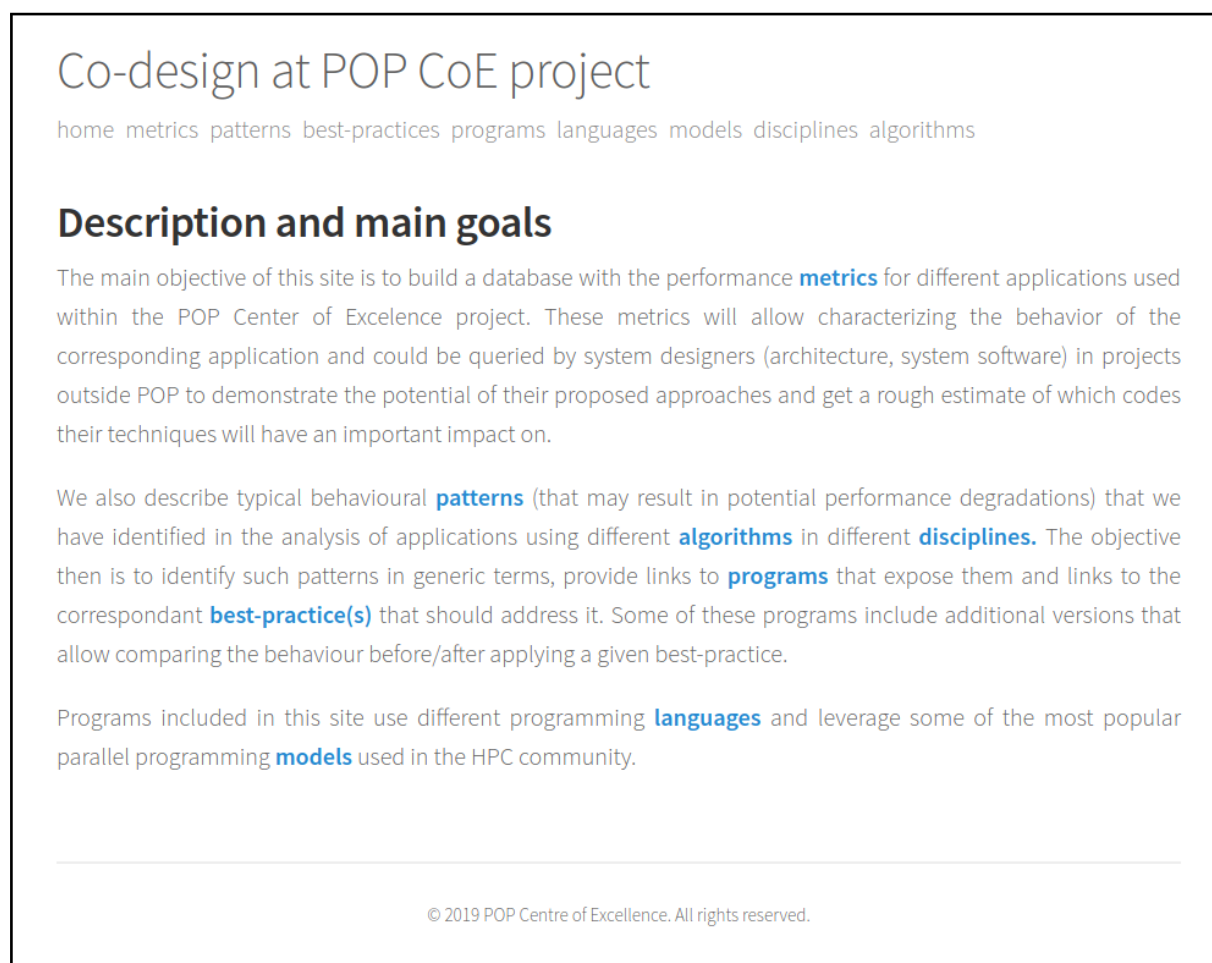 Co-design at POP CoE project
home metrics patterns best-practices programs languages models disciplines algorithms
Description and main goals
The main objective of this site is to build a database with the performance metrics for different applications used
within the POP Center of Excelence project. These metrics will allow characterizing the behavior of the
corresponding application and could be queried by system designers (architecture, system software) in projects
outside POP to demonstrate the potential of their proposed approaches and get a rough estimate of which codes
their techniques will have an important impact on.
We also describe typical behavioural patterns (that may result in potential performance degradations) that we
have identified in the analysis of applications using different algorithms in different disciplines. The objective
then is to identify such patterns in generic terms, provide links to programs that expose them and links to the
correspondant best-practice(s) that should address it. Some of these programs include additional versions that
allow comparing the behaviour before/after applying a given best-practice.
Programs included in this site use different programming languages and leverage some of the most popular
parallel programming models used in the HPC community.
© 2019 POP Centre of Excellence. All rights reserved.